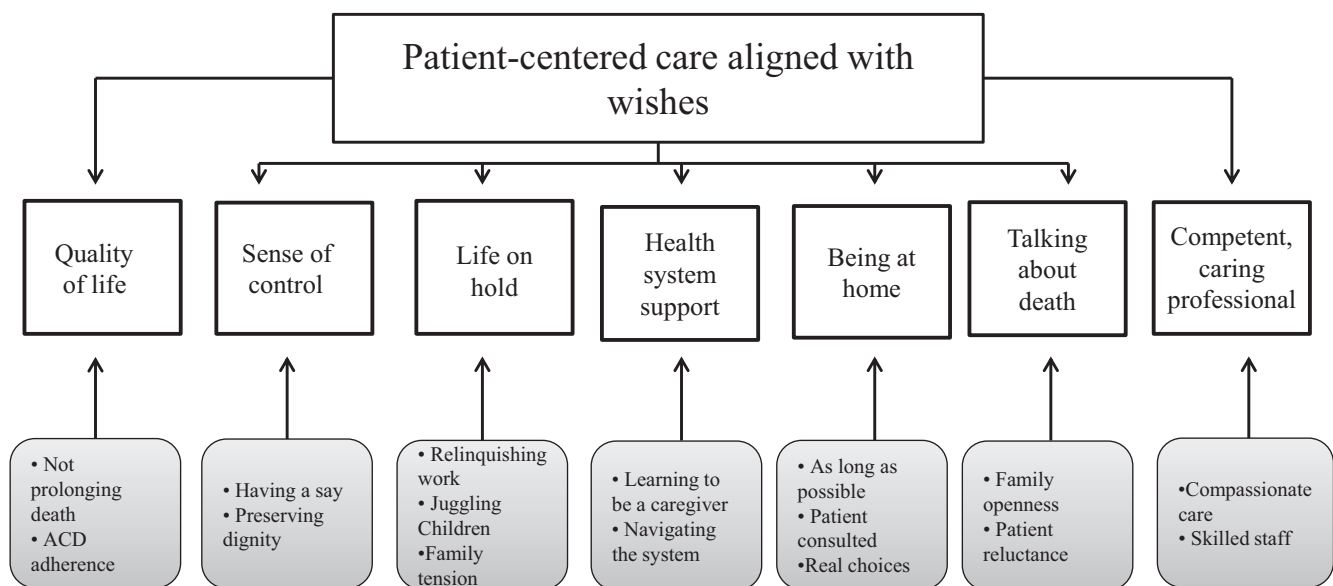 Patient-centered care aligned with
wishes
Quality
of life
Sense of
control
Life on
hold
Health
system
support
Being at
home
Talking
about
death
Competent,
caring
professional
• Not
prolonging
death
• ACD
adherence
• Having a say
• Preserving
dignity
• Relinquishing
work
• Juggling
Children
•Family
tension
• Learning to
be a caregiver
• Navigating
the system
• As long as
possible
• Patient
consulted
•Real choices
• Family
openness
• Patient
reluctance
•Compassionate
care
• Skilled staff